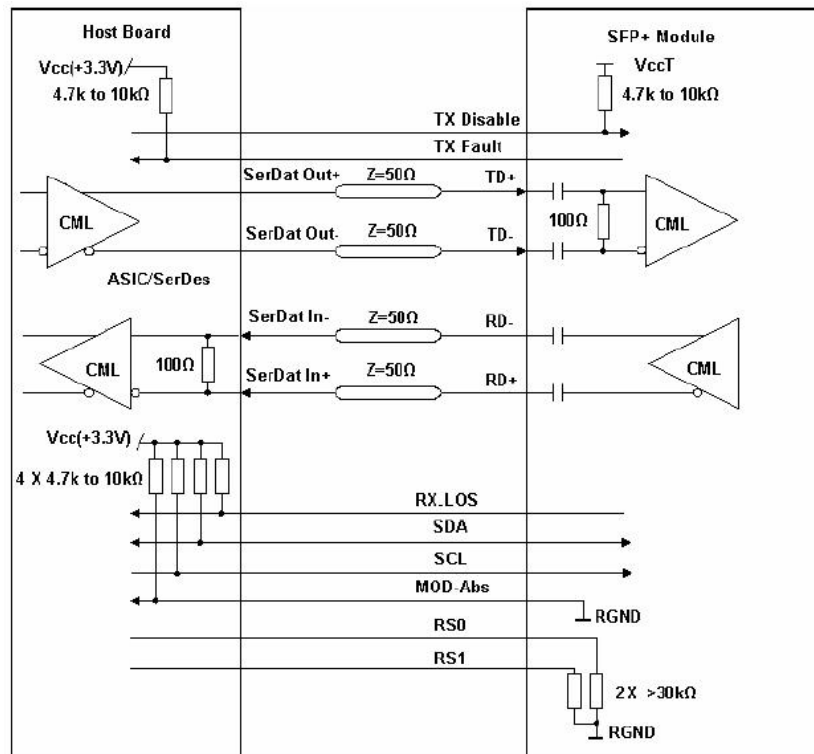 Host Board
SFP+ Module
Vcc(+3.3V)
4.7k to 10kΩ
VccT
4.7k to 10kΩ
TX Disable
TX Fault
SerDat Out+
Z=50Ω
TD+
CML
100Ω
CML
SerDat Out-
Z=50Ω
TD-
ASIC/SerDes
SerDat In-
Z=50Ω
RD-
CML
100Ω
SerDat In+
Z=50Ω
RD+
CML
Vcc(+3.3V)
4 X 4.7k to 10kΩ
RX_LOS
SDA
SCL
MOD-Abs
RGND
RS0
RS1
2X >30kΩ
RGND